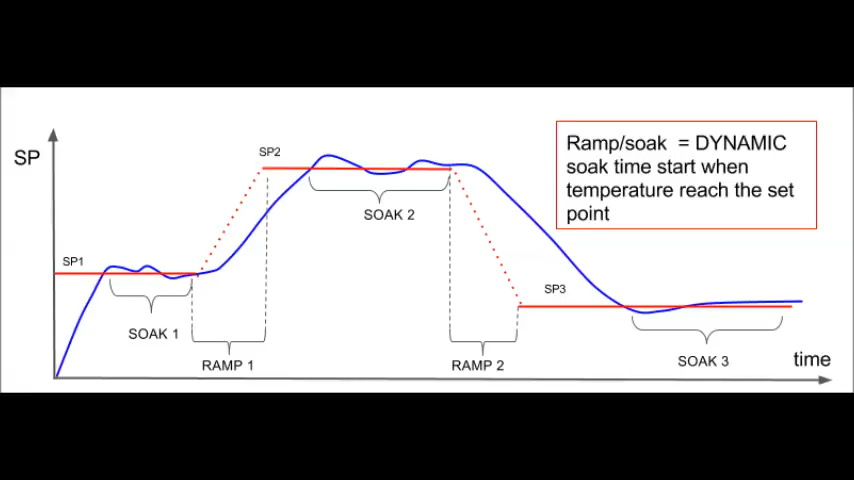 Ramp/soak = DYNAMIC
soak time start when
temperature reach the set
point
SP
SP2
SOAK 2
SP1
SP3
SOAK 1
RAMP 1
RAMP 2
SOAK 3
time